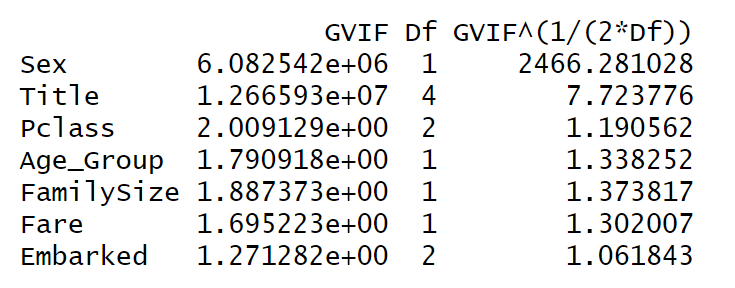 GVIF Df GVIF^(1/(2*Df))
Sex 6.082542e+06 1 2466.281028
Title 1.266593e+07 4 7.723776
Pclass 2.009129e+00 2 1.190562
Age_Group 1.790918e+00 1 1.338252
FamilySize 1.887373e+00 1 1.373817
Fare 1.695223e+00 1 1.302007
Embarked 1.271282e+00 2 1.061843